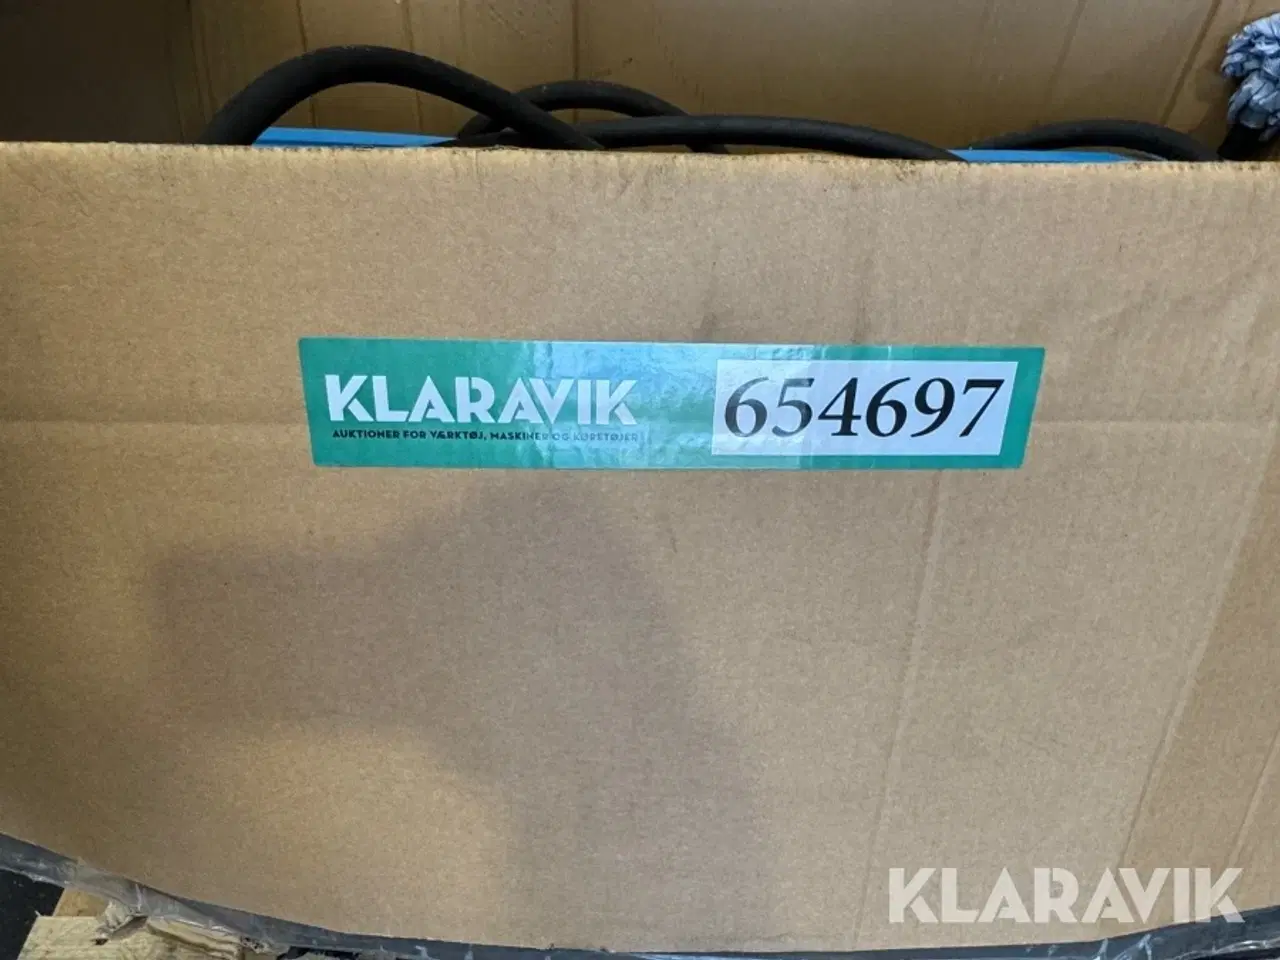 KLARAVIK
AUKTIONER FOR VÆRKTØJ, MASKINER OG KØRETØJER
654697
KLARAVIK